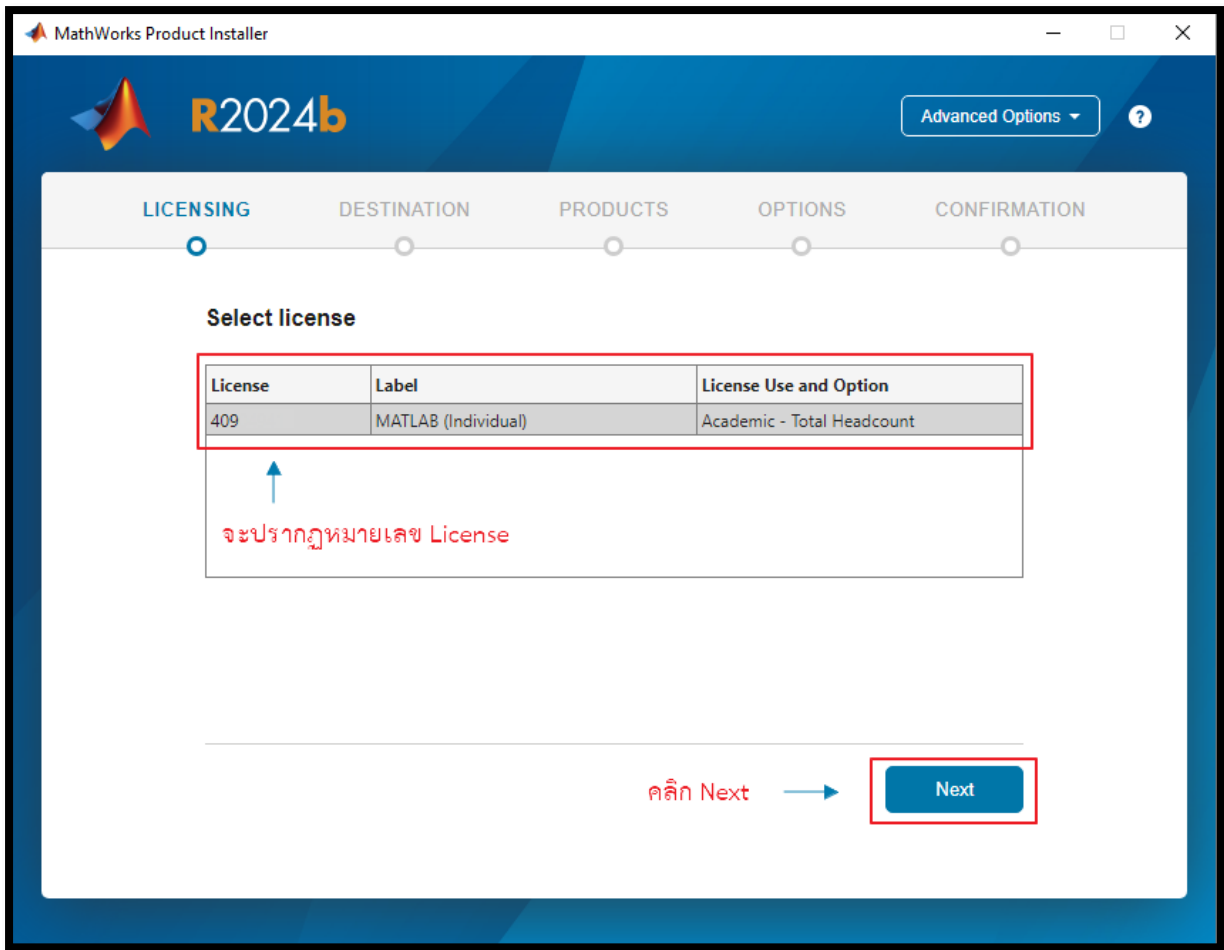 MathWorks Product Installer
R2024b
Advanced Options
?
LICENSING DESTINATION PRODUCTS OPTIONS CONFIRMATION
Select license
License Label License Use and Option
409 MATLAB (Individual) Academic - Total Headcount
จะปรากฏหมายเลข License
คลิก Next
Next